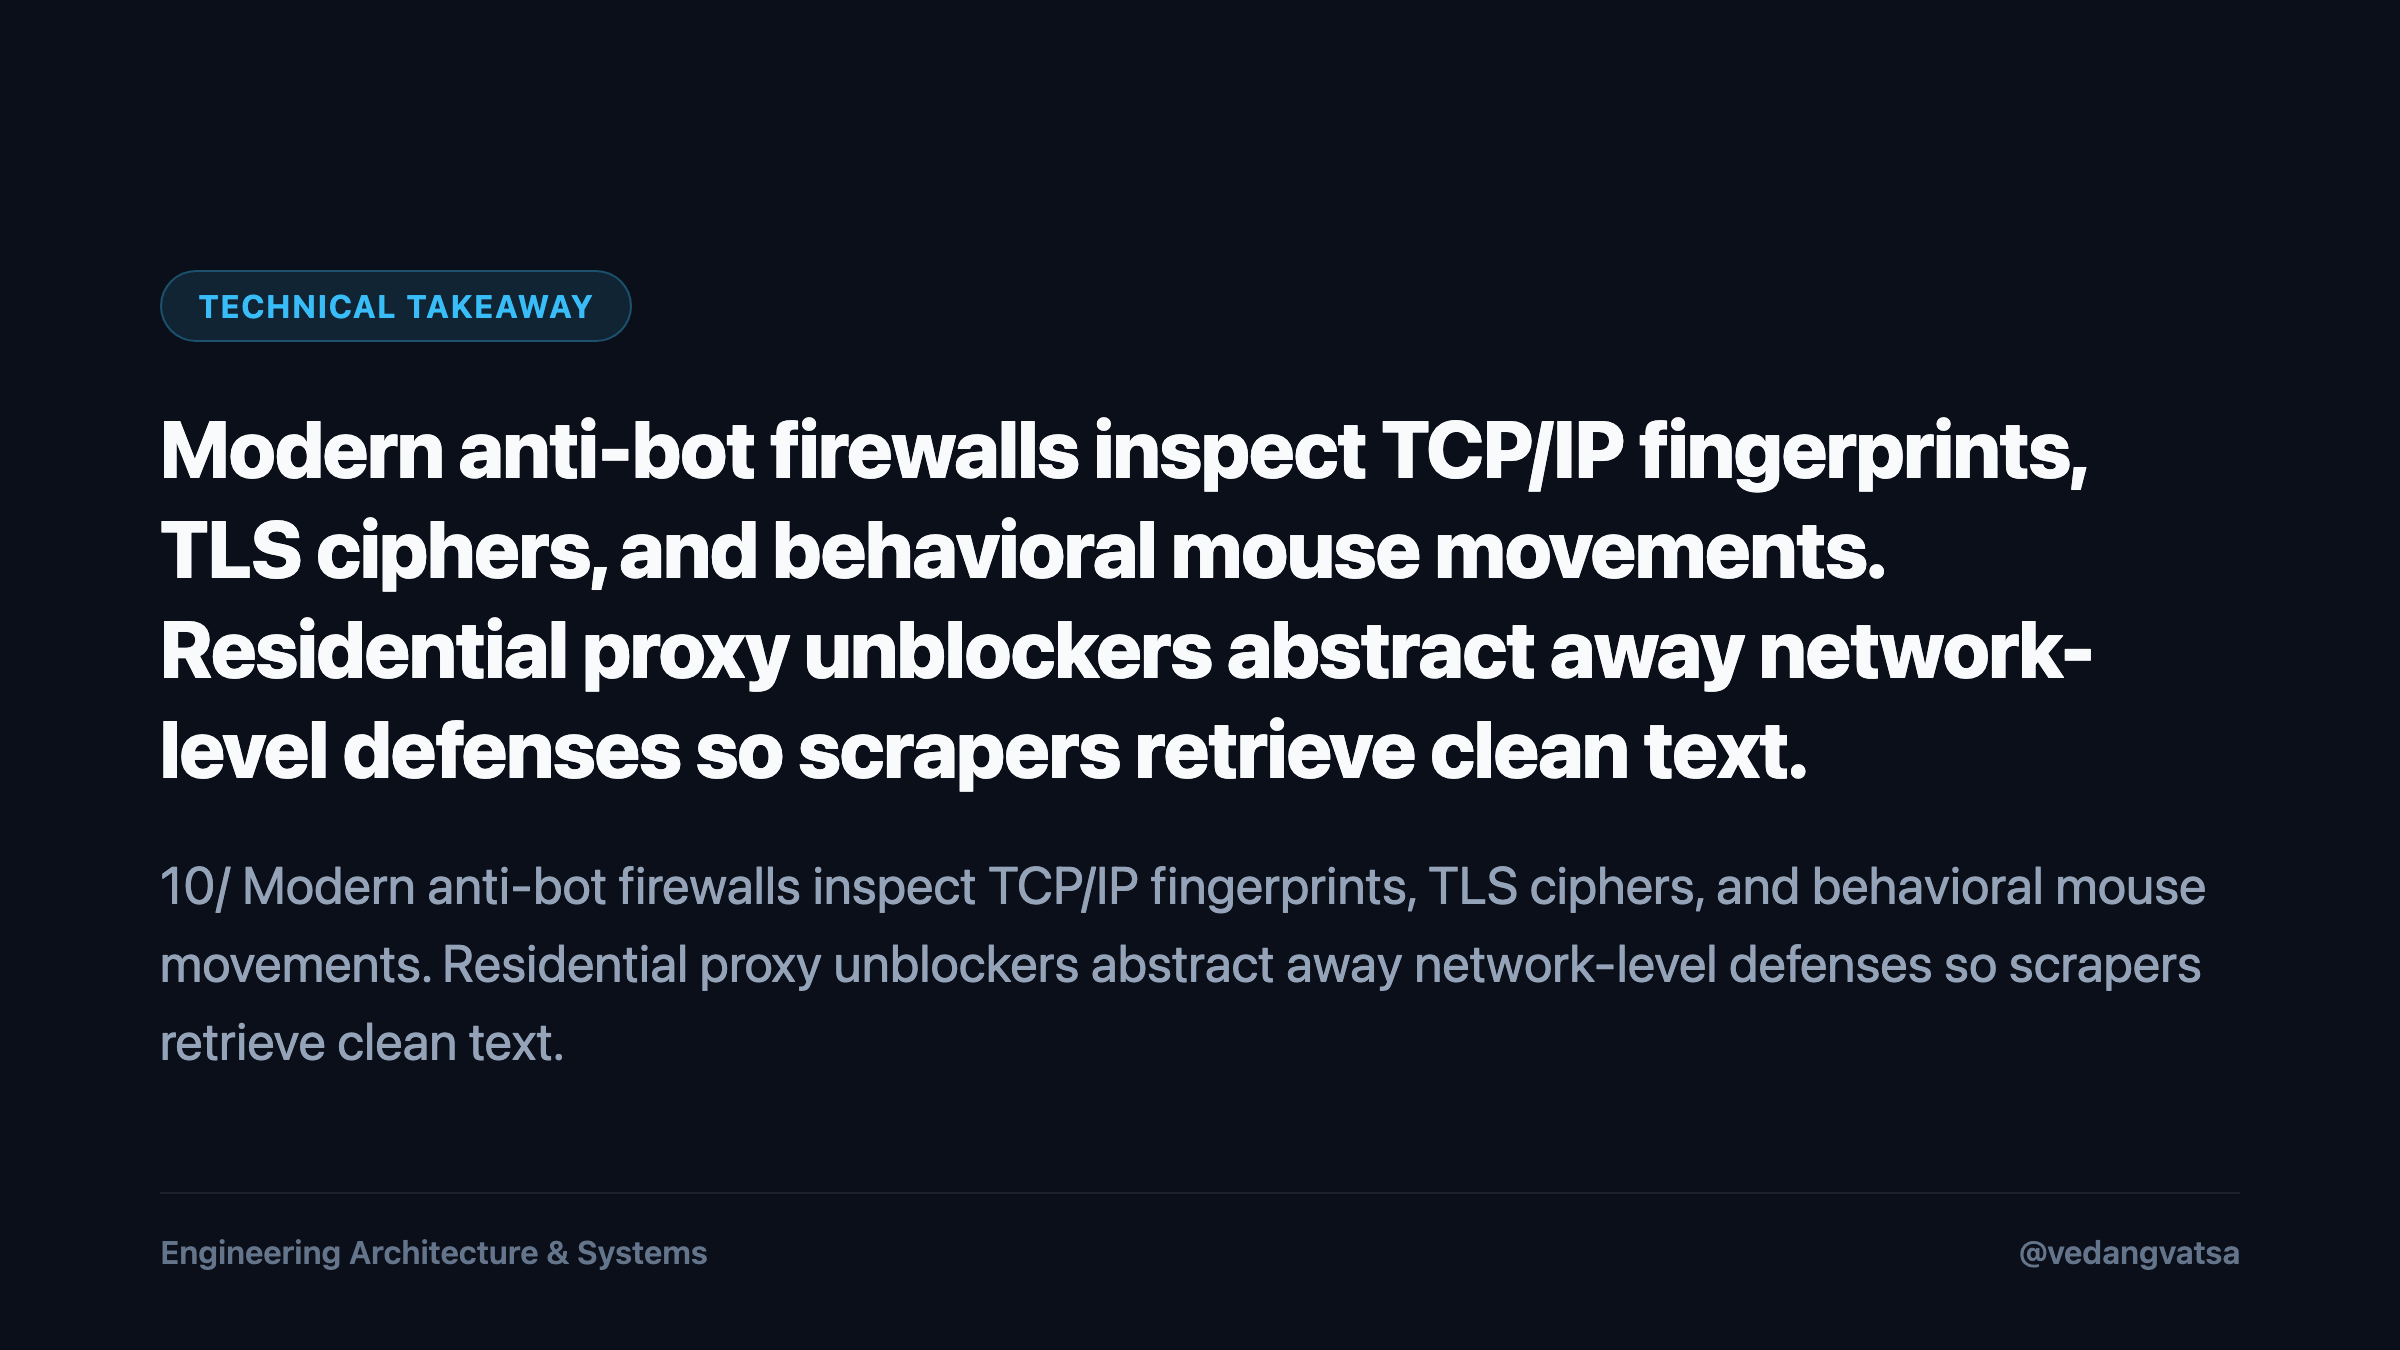 TECHNICAL TAKEAWAY
Modern anti-bot firewalls inspect TCP/IP fingerprints,
TLS ciphers, and behavioral mouse movements.
Residential proxy unblockers abstract away network-
level defenses so scrapers retrieve clean text.
10/ Modern anti-bot firewalls inspect TCP/IP fingerprints, TLS ciphers, and behavioral mouse
movements. Residential proxy unblockers abstract away network-level defenses so scrapers
retrieve clean text.
Engineering Architecture & Systems
@vedangvatsa